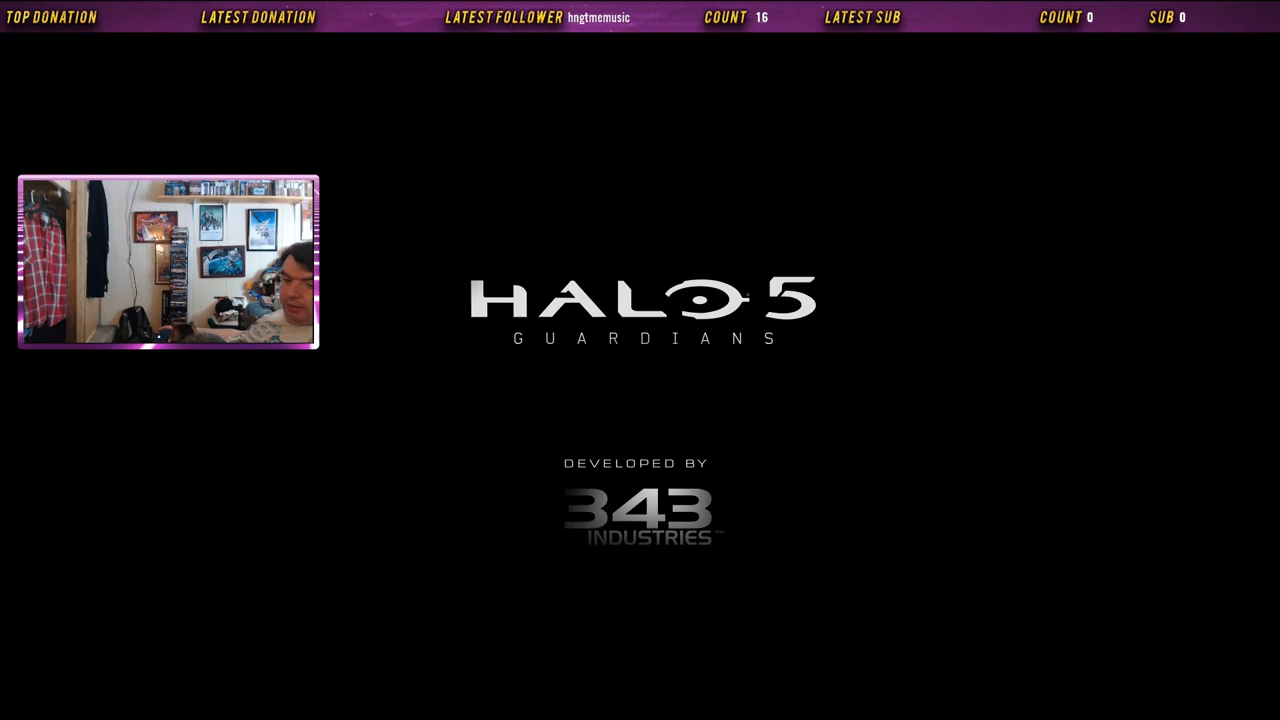 TOP DONATION LATEST DONATION LATEST FOLLOWER hngtmemusic COUNT 16 LATEST SUB COUNT 0 SUB 0
HALO 5
GUARDIANS
DEVELOPED BY
343
INDUSTRIES™